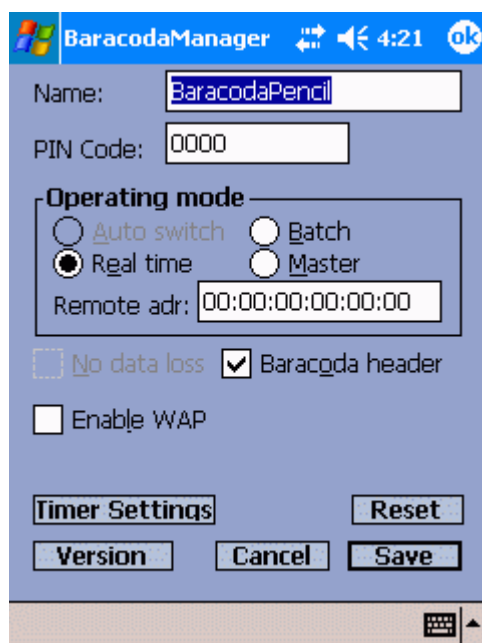 BaracodaManager 4:21 ok
Name: BaracodaPencil
PIN Code: 0000
Operating mode
Auto switch Batch
Real time Master
Remote adr: 00:00:00:00:00:00
No data loss Baracoda header
Enable WAP
Timer Settings Reset
Version Cancel Save